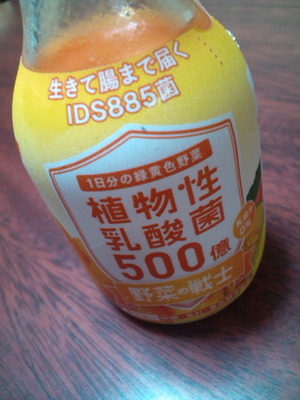 生きて腸まで届く
IDS885菌
1日分の緑黄色野菜
植物性
乳酸菌
500億
野菜の戦士